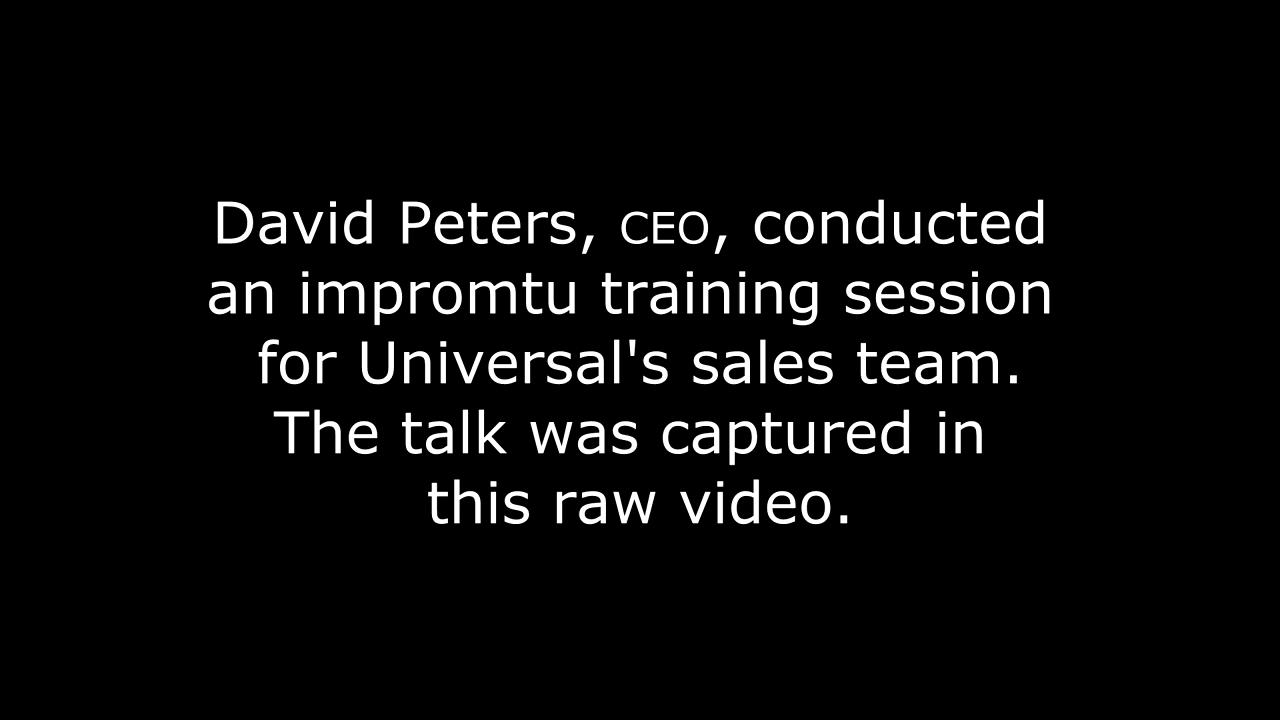 David Peters, CEO, conducted
an impromtu training session
for Universal's sales team.
The talk was captured in
this raw video.